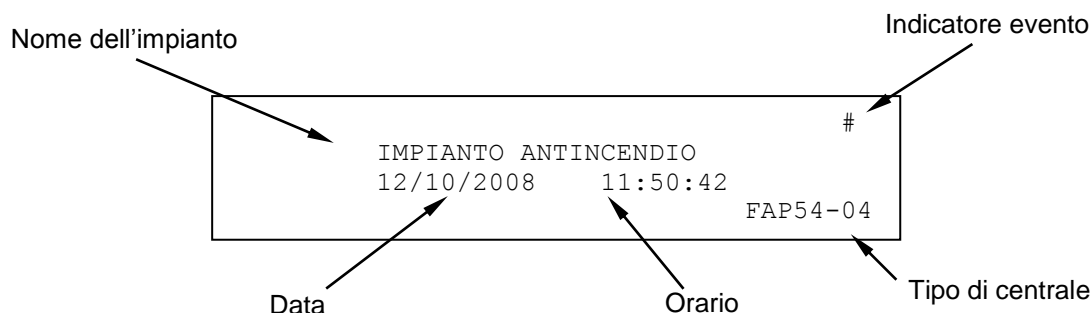 Indicatore evento
Nome dell’impianto
#
IMPIANTO ANTINCENDIO
12/10/2008 11:50:42
FAP54-04
Data
Orario
Tipo di centrale